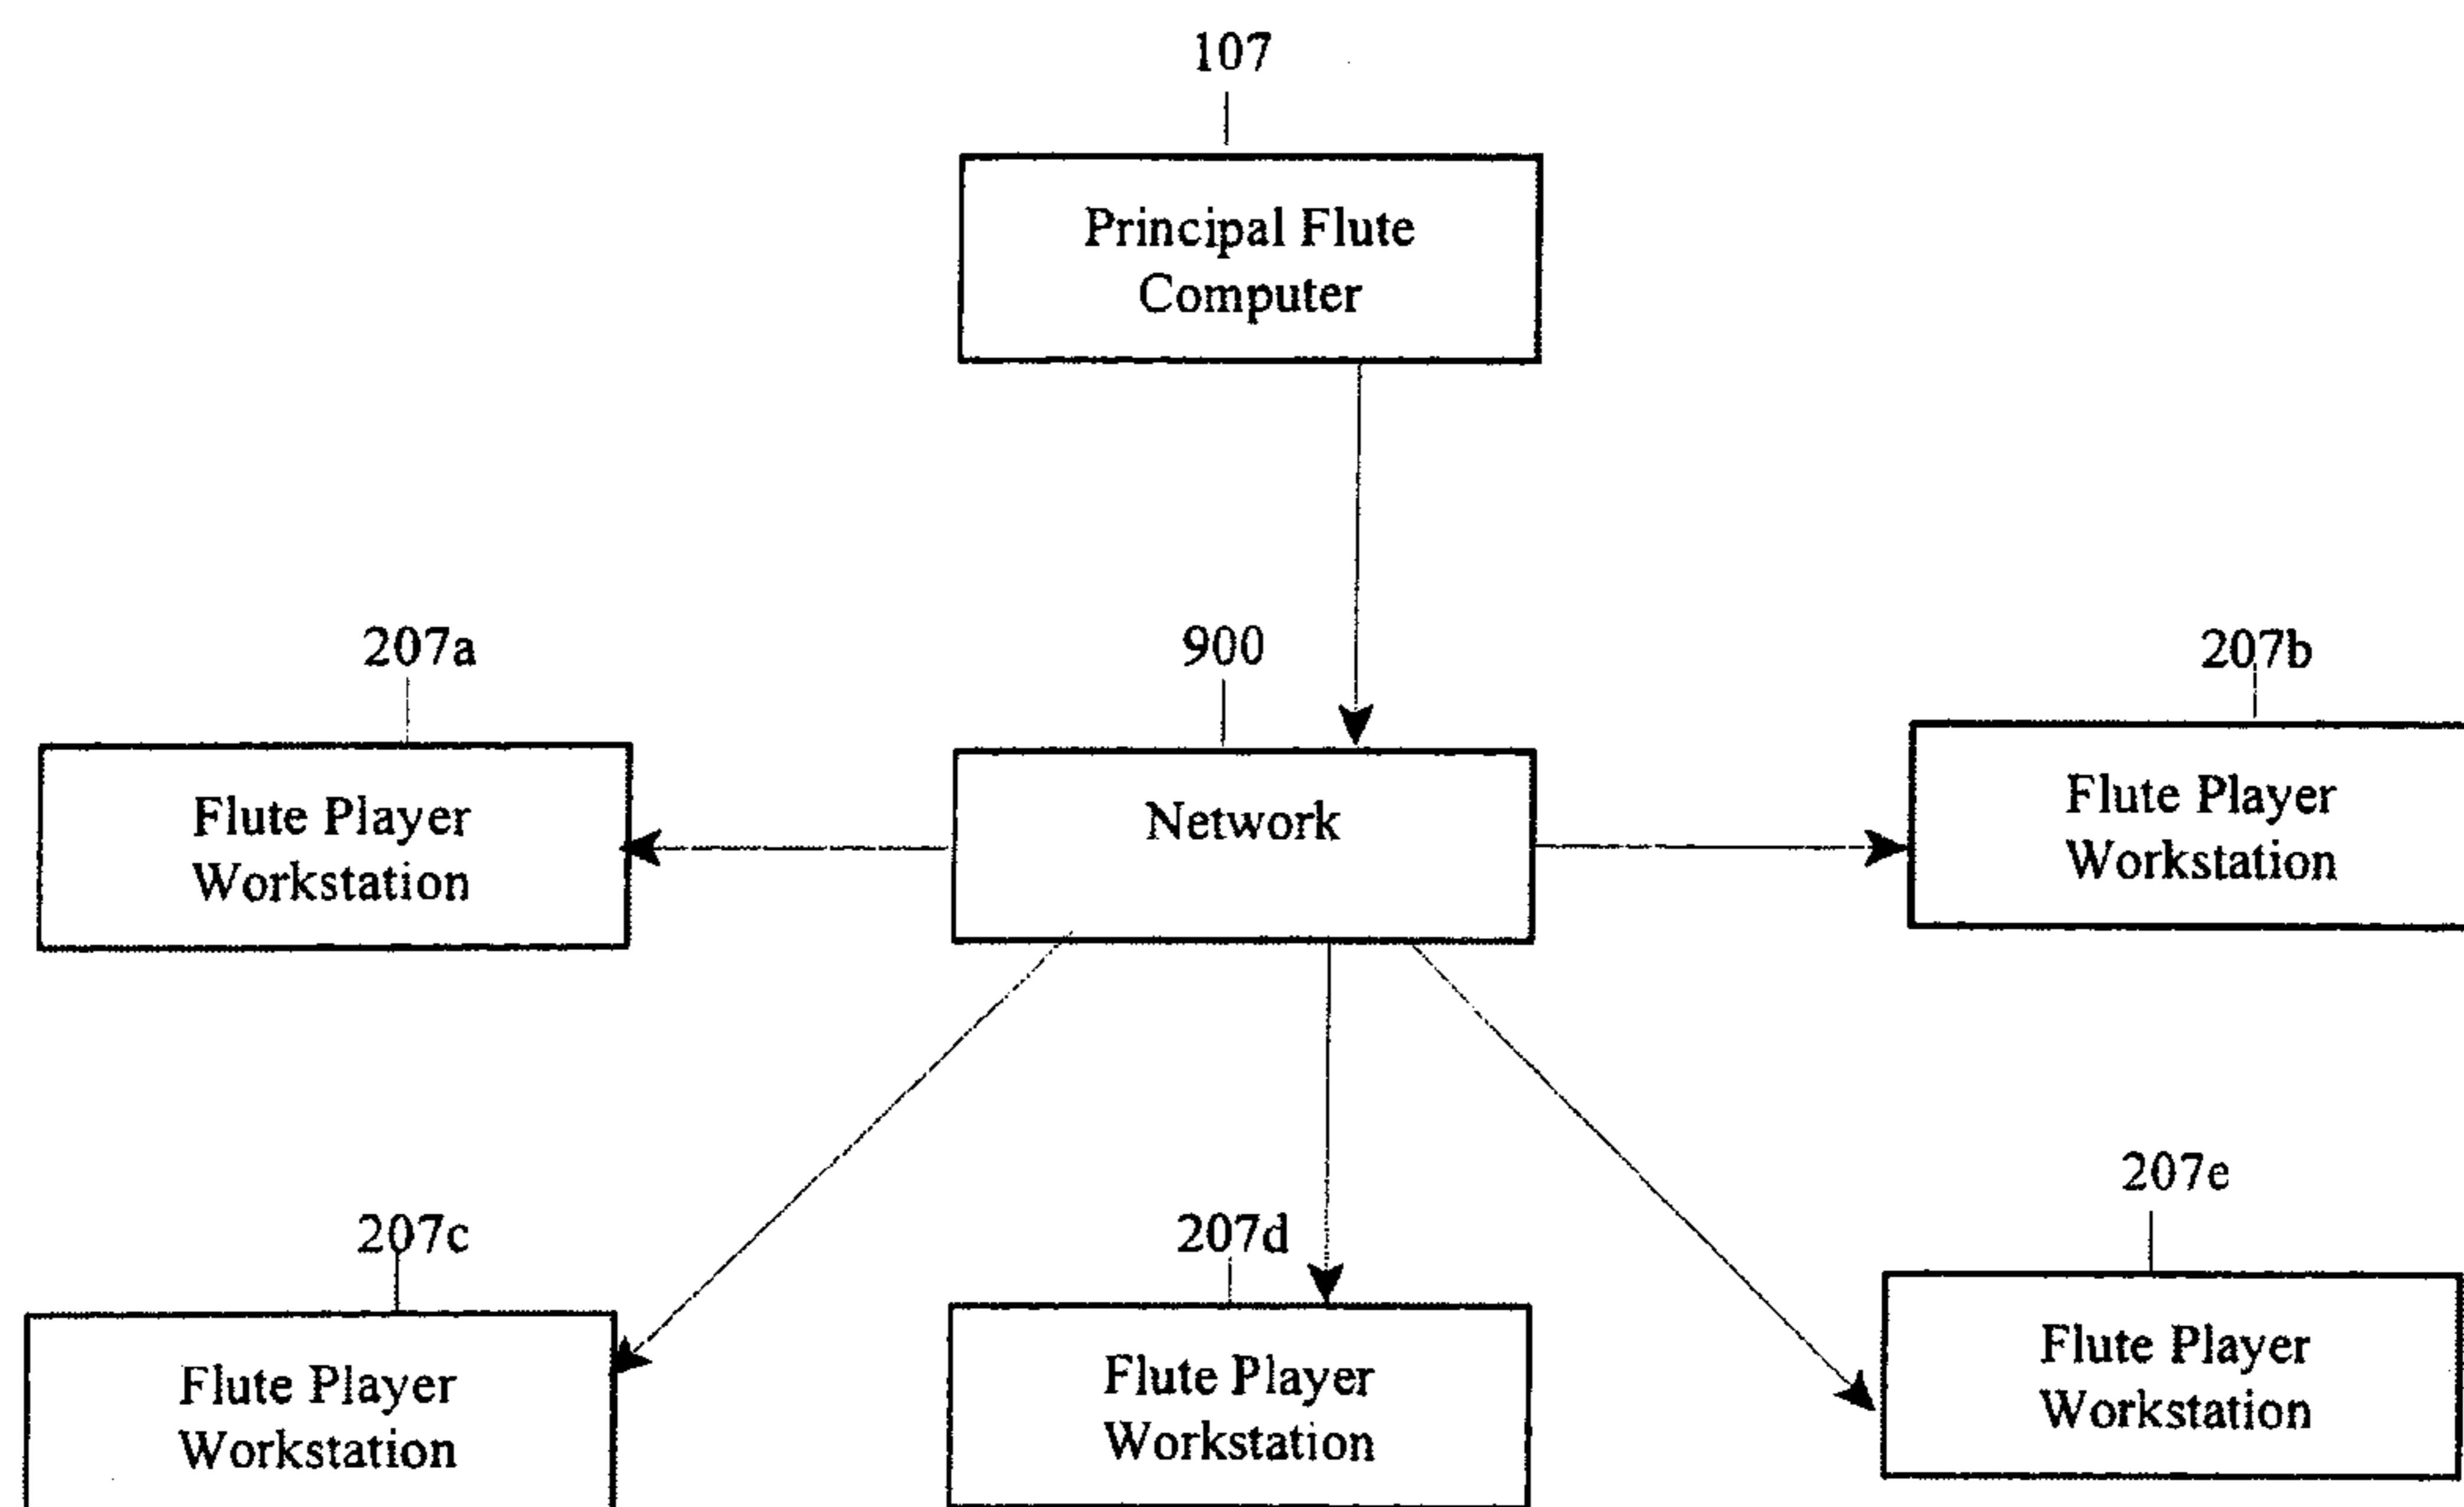 107
Principal Flute
Computer
207a
900
207b
Flute Player
Workstation
Network
Flute Player
Workstation
207c
207d
207e
Flute Player
Workstation
Flute Player
Workstation
Flute Player
Workstation